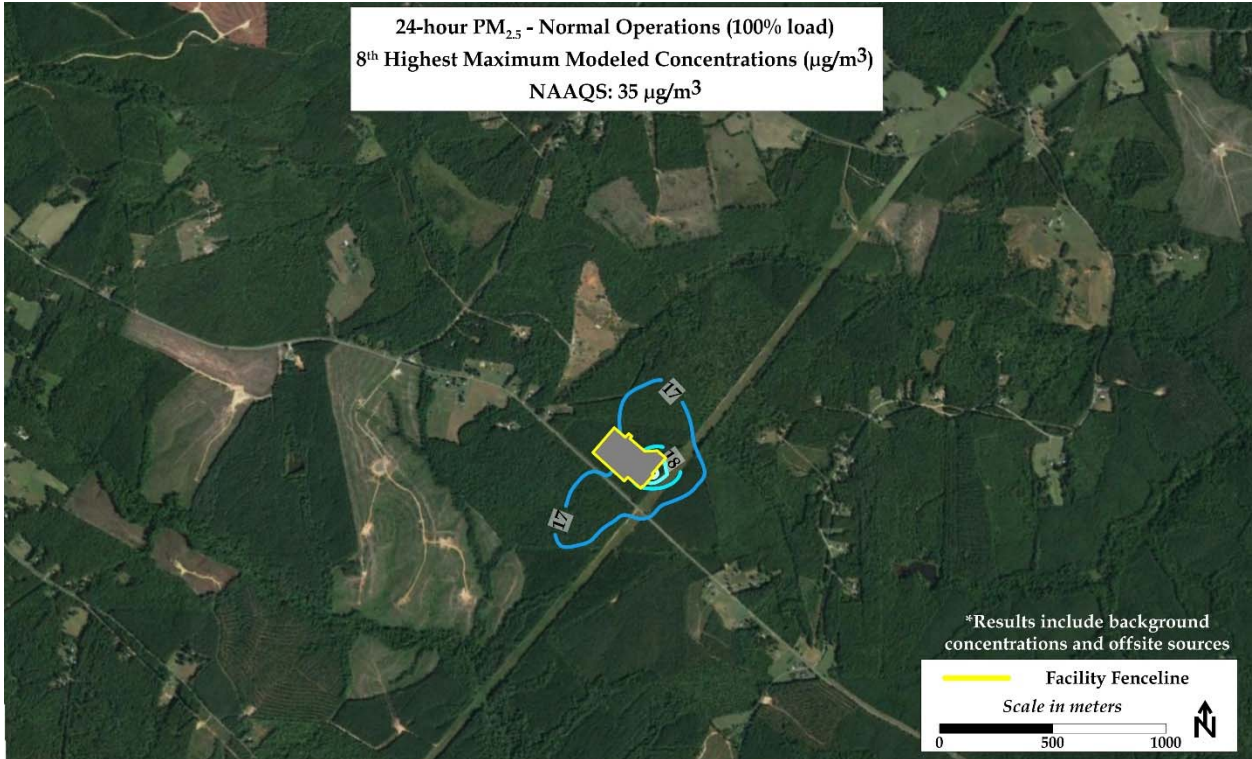 24-hour PM₂.₅ - Normal Operations (100% load)
8ᵗʰ Highest Maximum Modeled Concentrations (µg/m³)
NAAQS: 35 µg/m³
17
18
17
*Results include background
concentrations and offsite sources
Facility Fenceline
Scale in meters
0 500 1000
N